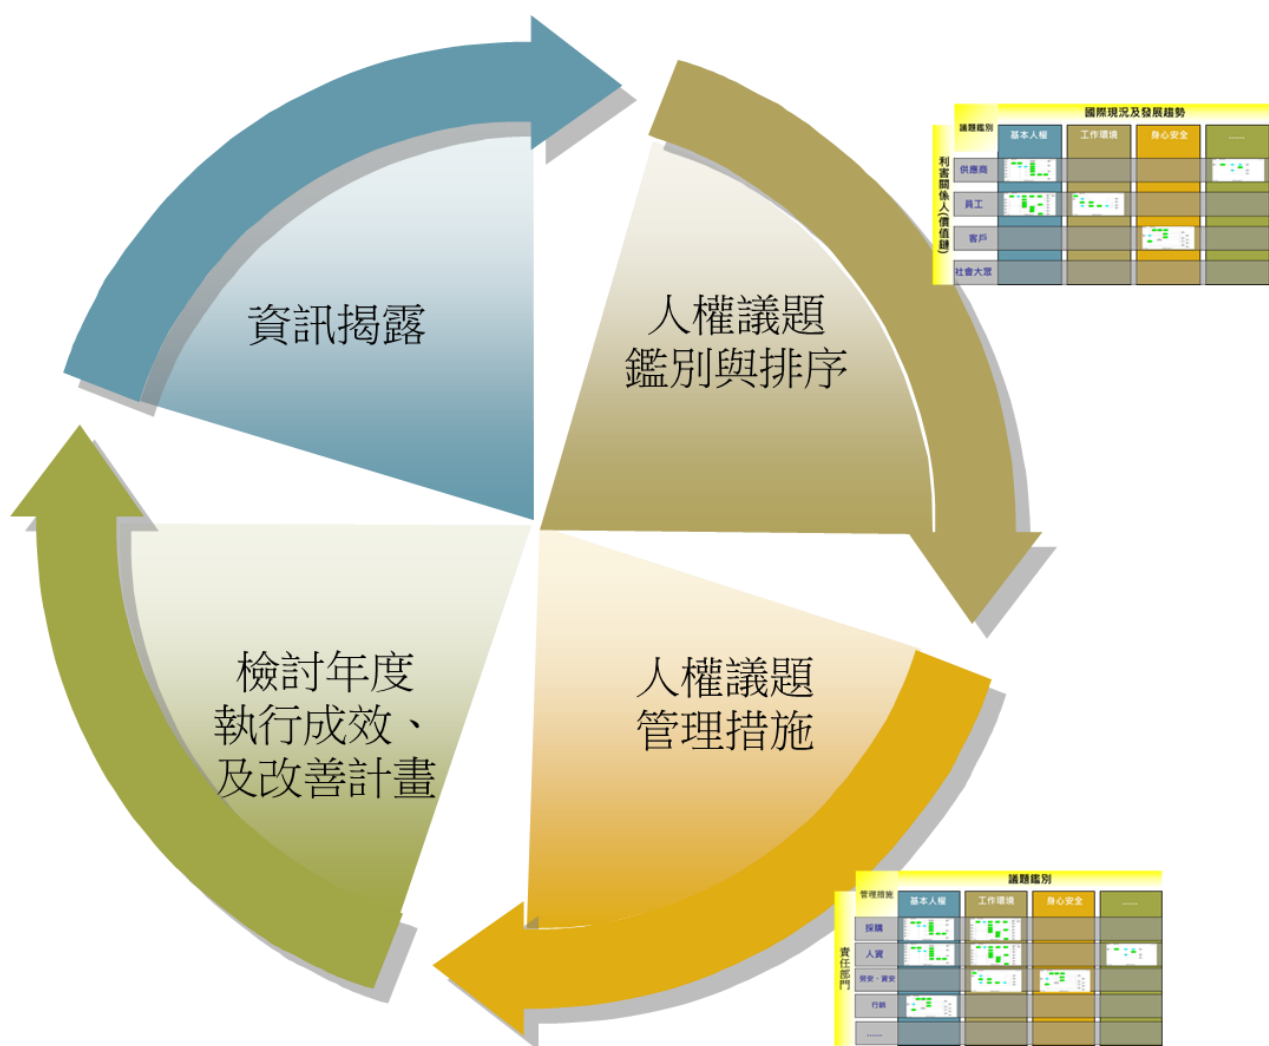 資訊揭露
人權議題
鑑別與排序
人權議題
管理措施
檢討年度
執行成效、
及改善計畫
國際現況及發展趨勢
議題鑑別
基本人權
工作環境
身心安全
......
利害關係人(價值鏈)
供應商
員工
客戶
社會大眾
議題鑑別
管理措施
基本人權
工作環境
身心安全
......
責任部門
採購
人資
勞安、資安
行銷
......